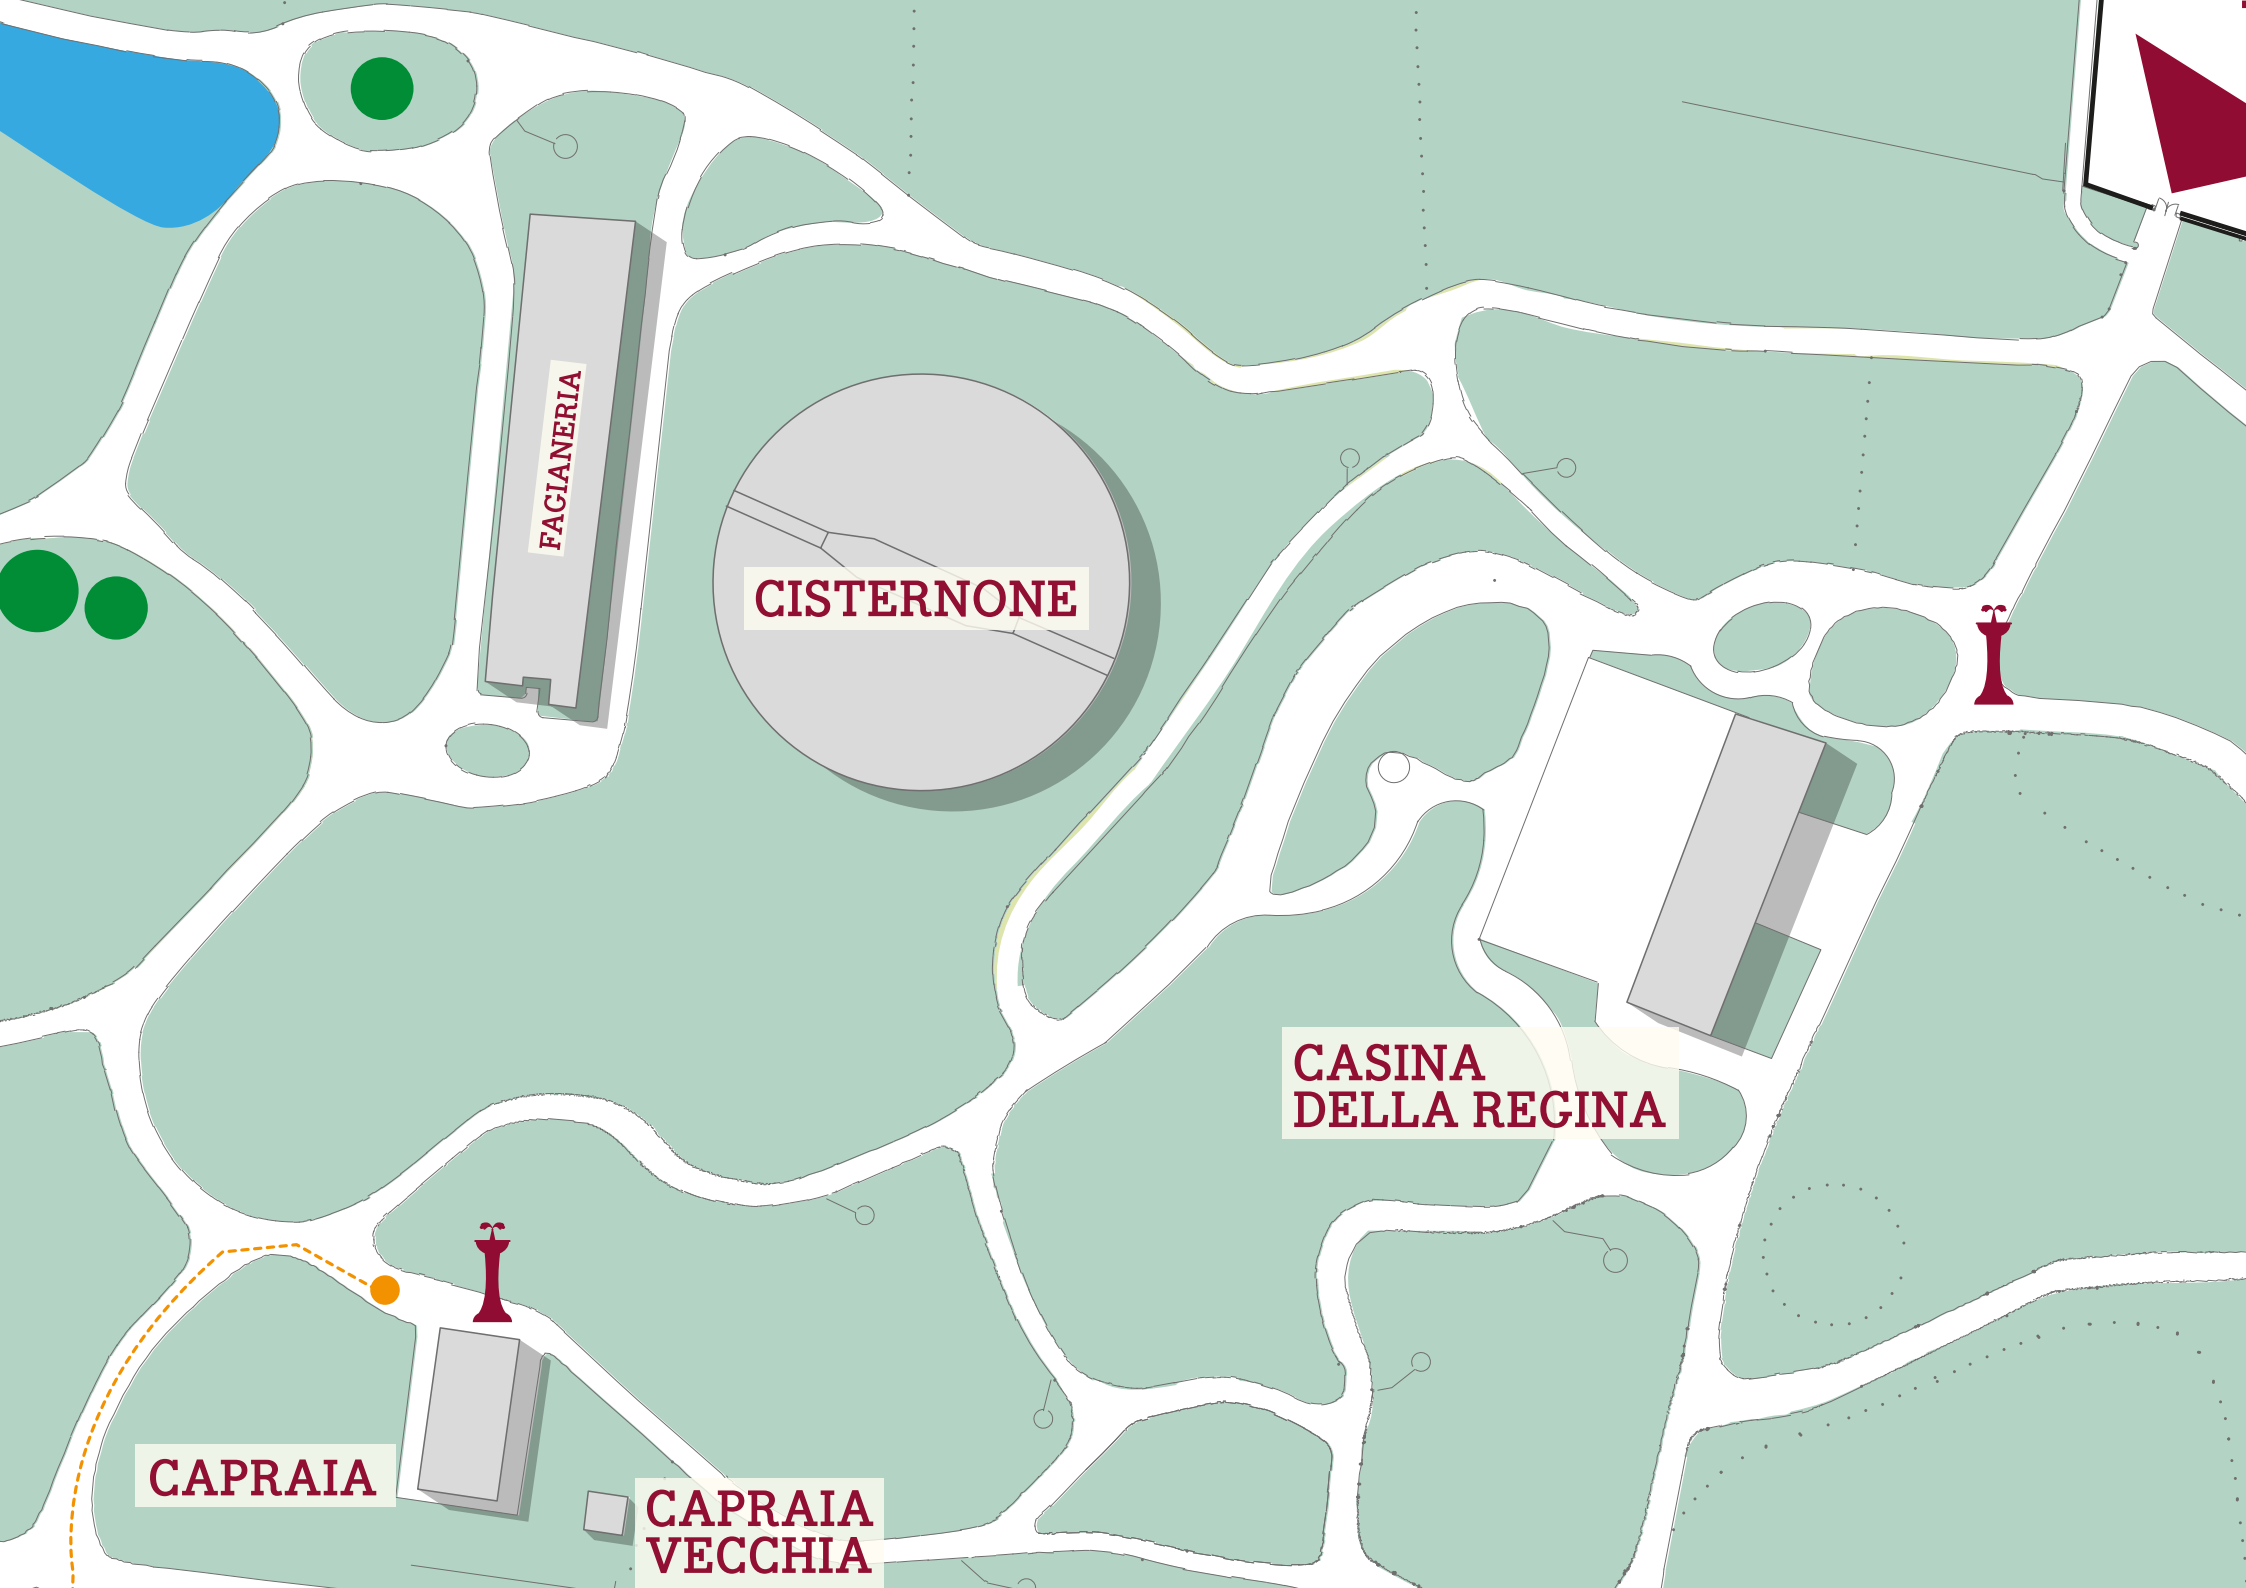 FAGIANERIA
CISTERNONE
CASINA
DELLA REGINA
CAPRAIA
CAPRAIA
VECCHIA